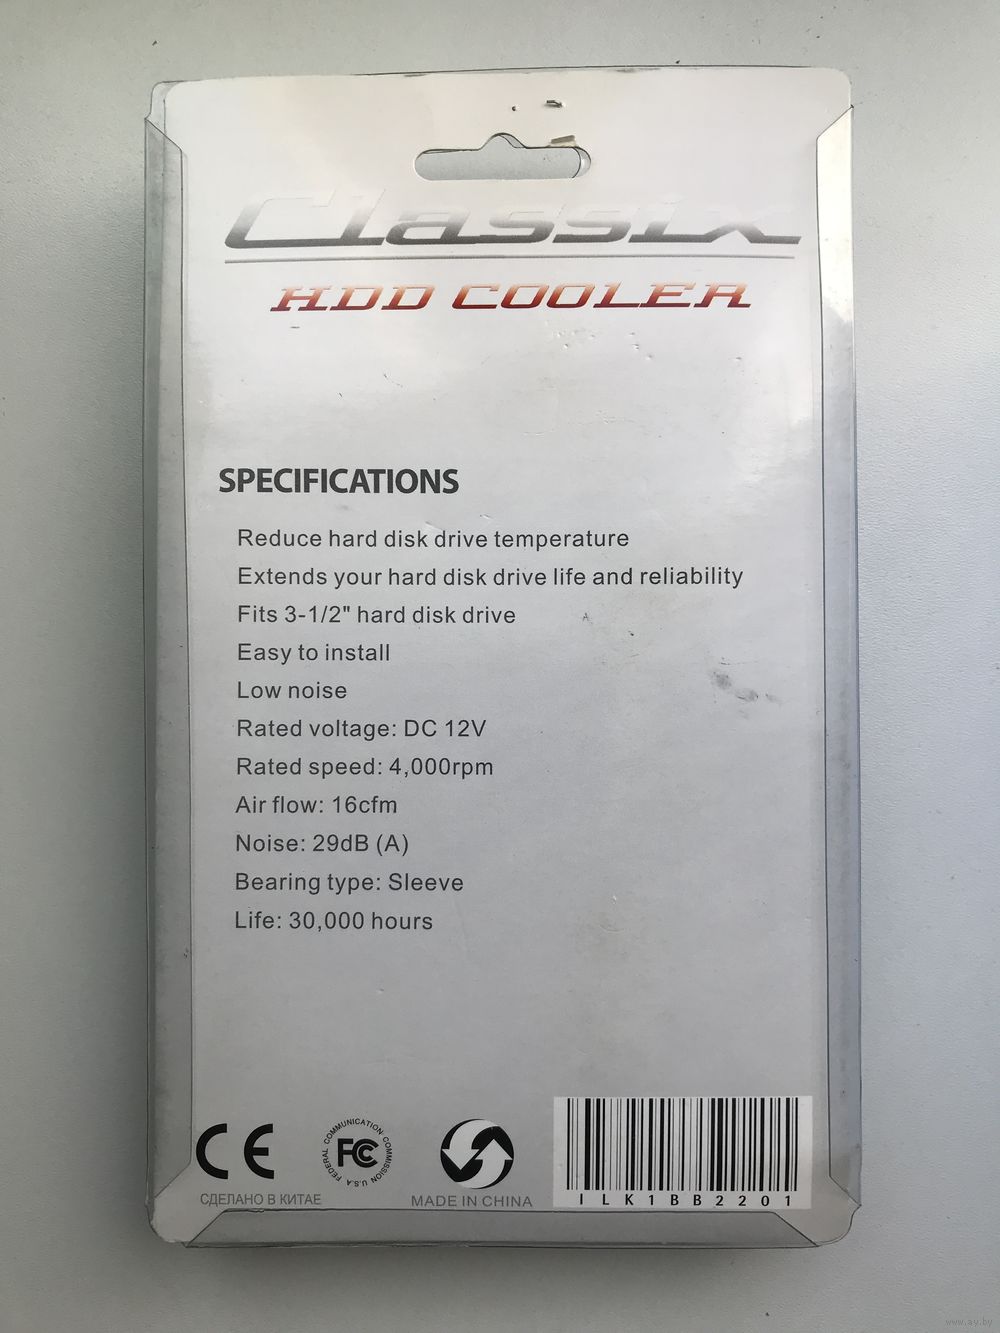 Classix
HDD COOLER
SPECIFICATIONS
Reduce hard disk drive temperature
Extends your hard disk drive life and reliability
Fits 3-1/2" hard disk drive
Easy to install
Low noise
Rated voltage: DC 12V
Rated speed: 4,000rpm
Air flow: 16cfm
Noise: 29dB (A)
Bearing type: Sleeve
Life: 30,000 hours
CE
FEDERAL COMMUNICATION COMMISSION U.S.A
FC
СДЕЛАНО В КИТАЕ
MADE IN CHINA
ILK1BB2201
www.ay.by